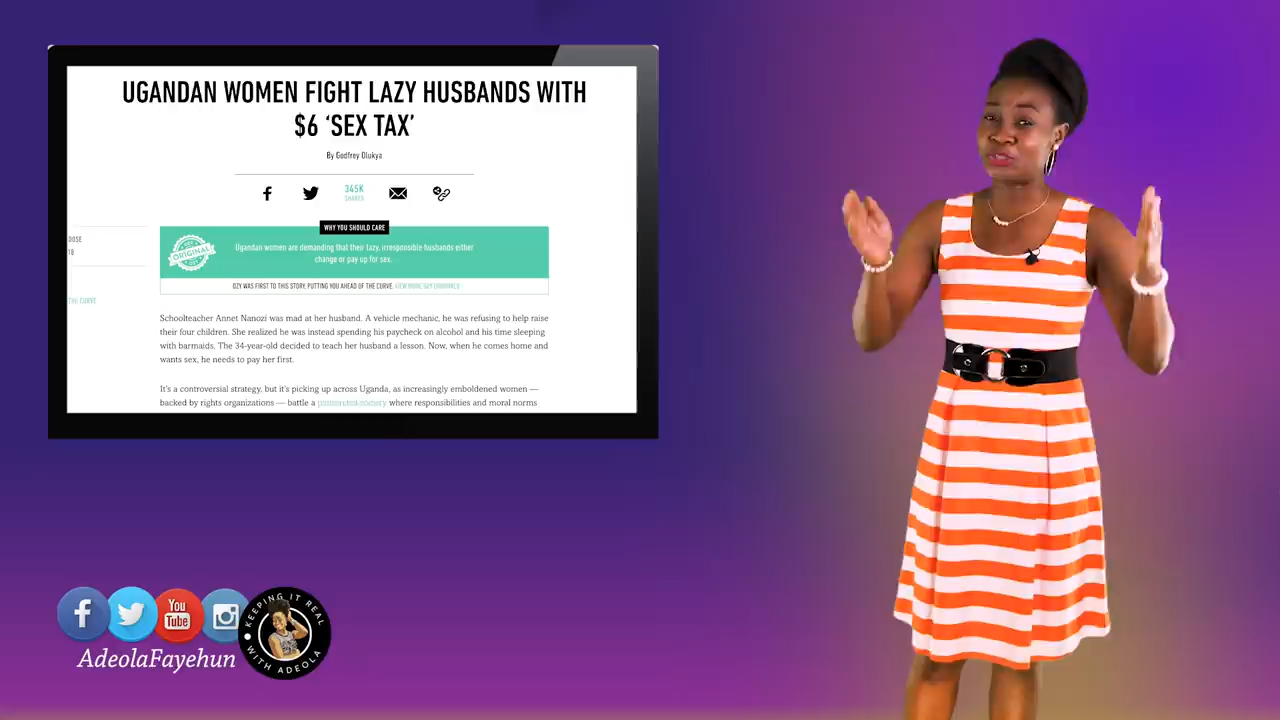 UGANDAN WOMEN FIGHT LAZY HUSBANDS WITH
$6 ‘SEX TAX’
By Godfrey Olukya
345K
SHARES
WHY YOU SHOULD CARE
OOSE
18
THE CURVE
ORIGINAL
Ugandan women are demanding that their lazy, irresponsible husbands either
change or pay up for sex.
OZY WAS FIRST TO THIS STORY, PUTTING YOU AHEAD OF THE CURVE.
Schoolteacher Annet Nanozi was mad at her husband. A vehicle mechanic, he was refusing to help raise
their four children. She realized he was instead spending his paycheck on alcohol and his time sleeping
with barmaids. The 34-year-old decided to teach her husband a lesson. Now, when he comes home and
wants sex, he needs to pay her first.
It’s a controversial strategy, but it’s picking up across Uganda, as increasingly emboldened women —
backed by rights organizations — battle a society where responsibilities and moral norms
You
Tube
AdeolaFayehun
KEEPING IT REAL
WITH ADEOLA